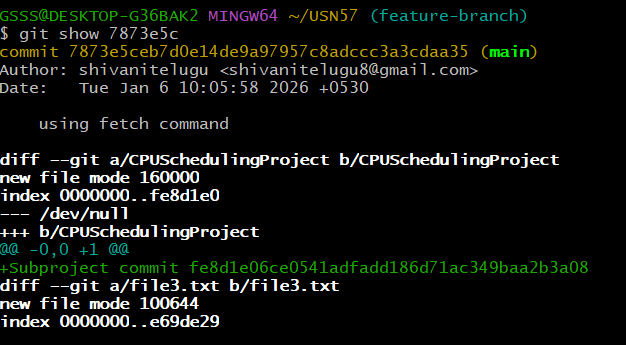 GSSS@DESKTOP-G36BAK2 MINGW64 ~/USN57 (feature-branch)
$ git show 7873e5c
commit 7873e5ceb7d0e14de9a97957c8adccc3a3cdaa35 (main)
Author: shivanitelugu <shivanitelugu8@gmail.com>
Date:   Tue Jan 6 10:05:58 2026 +0530
    using fetch command
diff --git a/CPUSchedulingProject b/CPUSchedulingProject
new file mode 160000
index 0000000..fe8d1e0
--- /dev/null
+++ b/CPUSchedulingProject
@@ -0,0 +1 @@
+Subproject commit fe8d1e06ce0541adfadd186d71ac349baa2b3a08
diff --git a/file3.txt b/file3.txt
new file mode 100644
index 0000000..e69de29